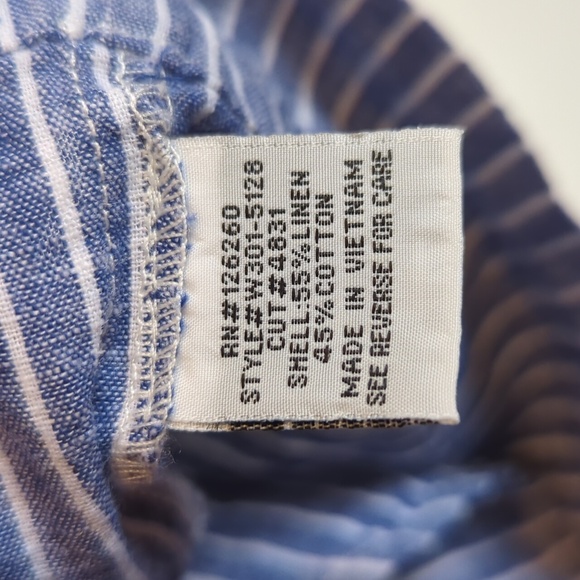 RN# 126260
STYLE# W301-5128
CUT # 4831
SHELL:55% LINEN
45% COTTON
MADE IN VIETNAM
SEE REVERSE FOR CARE